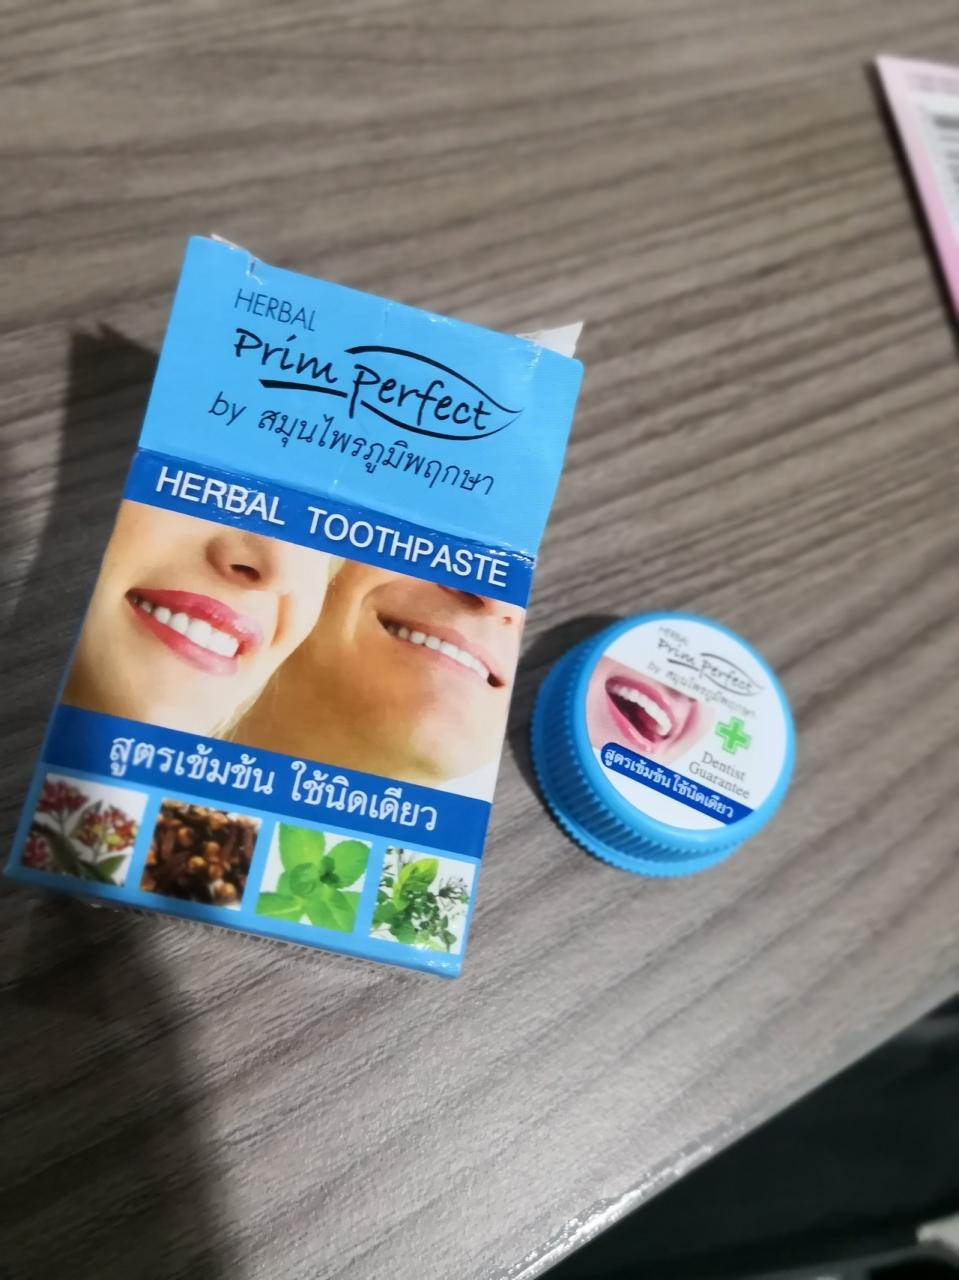 HERBAL
Prim Perfect
by สมุนไพรภูมิพฤกษา
HERBAL TOOTHPASTE
สูตรเข้มข้น ใช้นิดเดียว
HERBAL
Prim Perfect
by สมุนไพรภูมิพฤกษา
Dentist
Guarantee
สูตรเข้มข้น ใช้นิดเดียว